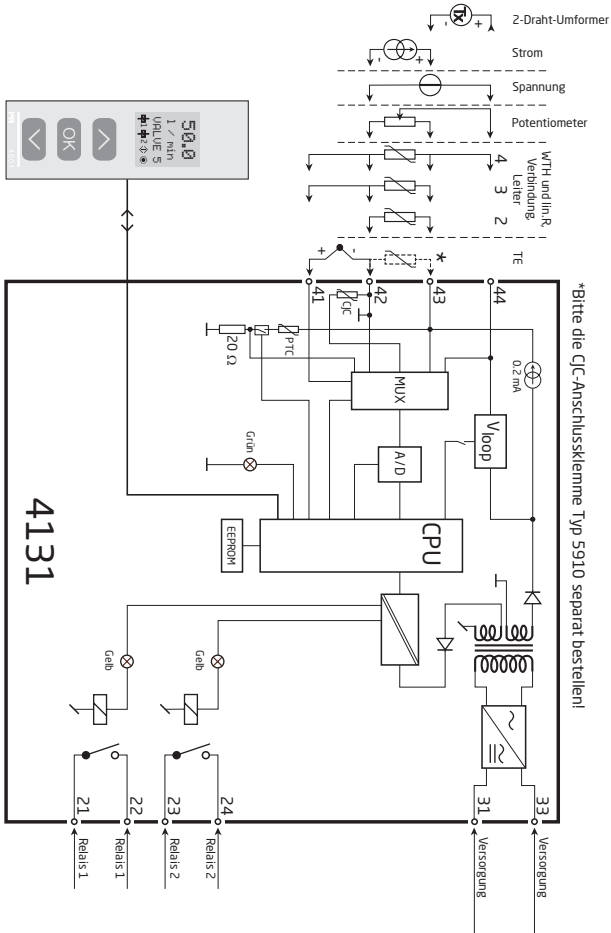 2-Draht-Umformer
Tx
- +
Strom
- +
Spannung
Potentiometer
WTH und lin.R,
Verbindung,
Leiter
4 3 2
TE
+ -
*
*Bitte die CJC-Anschlussklemme Typ 5910 separat bestellen!
50.0
l / min
VALVE 5
1 2
OK
41
42
43
44
CJC
PTC
20 Ω
0.2 mA
MUX
Vloop
A/D
Grün
CPU
EEPROM
4131
Gelb
Gelb
21
22
23
24
31
33
Relais 1
Relais 1
Relais 2
Relais 2
Versorgung
Versorgung